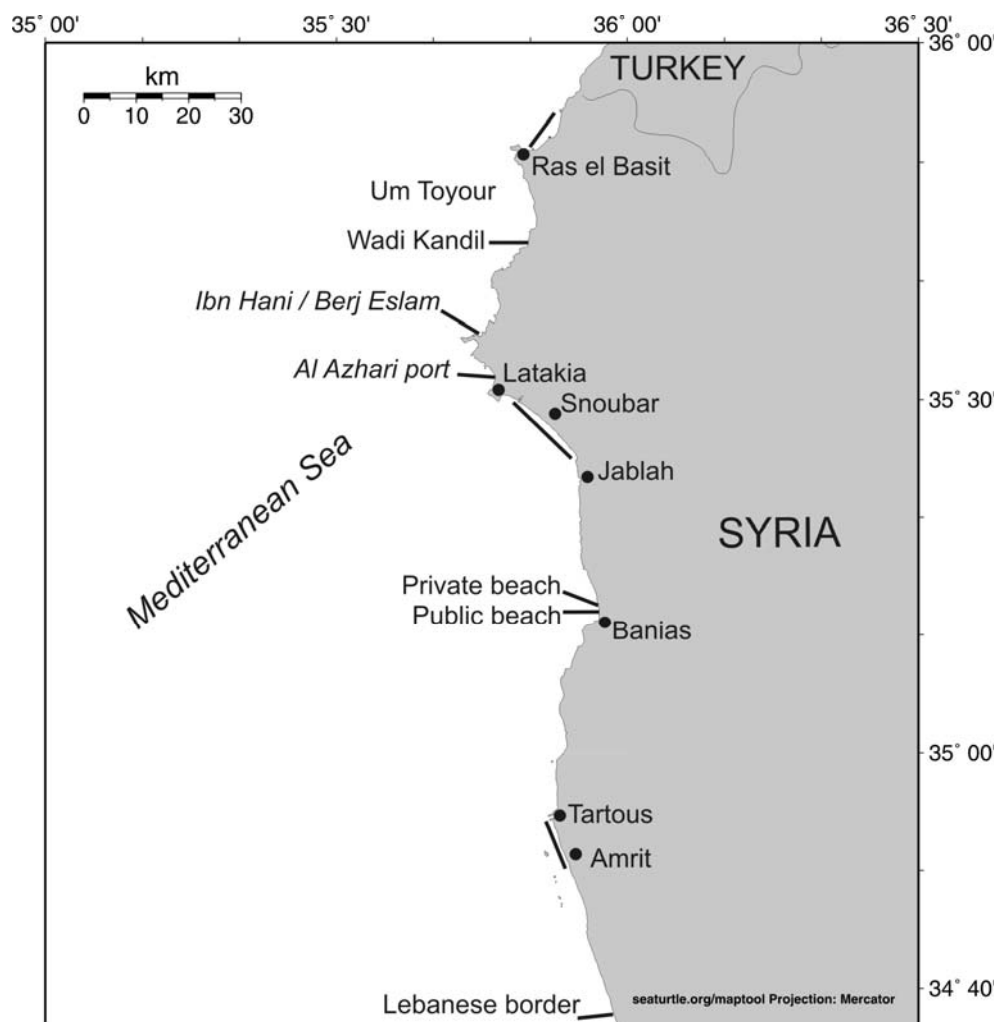 35° 00'
35° 30'
36° 00'
36° 30'
36° 00'
km
0 10 20 30
TURKEY
Ras el Basit
Um Toyour
Wadi Kandil
Ibn Hani / Berj Eslam
Al Azhari port
Latakia
Snoubar
35° 30'
Jablah
Mediterranean Sea
SYRIA
Private beach
Public beach
Banias
35° 00'
Tartous
Amrit
34° 40'
Lebanese border
seaturtle.org/maptool Projection: Mercator